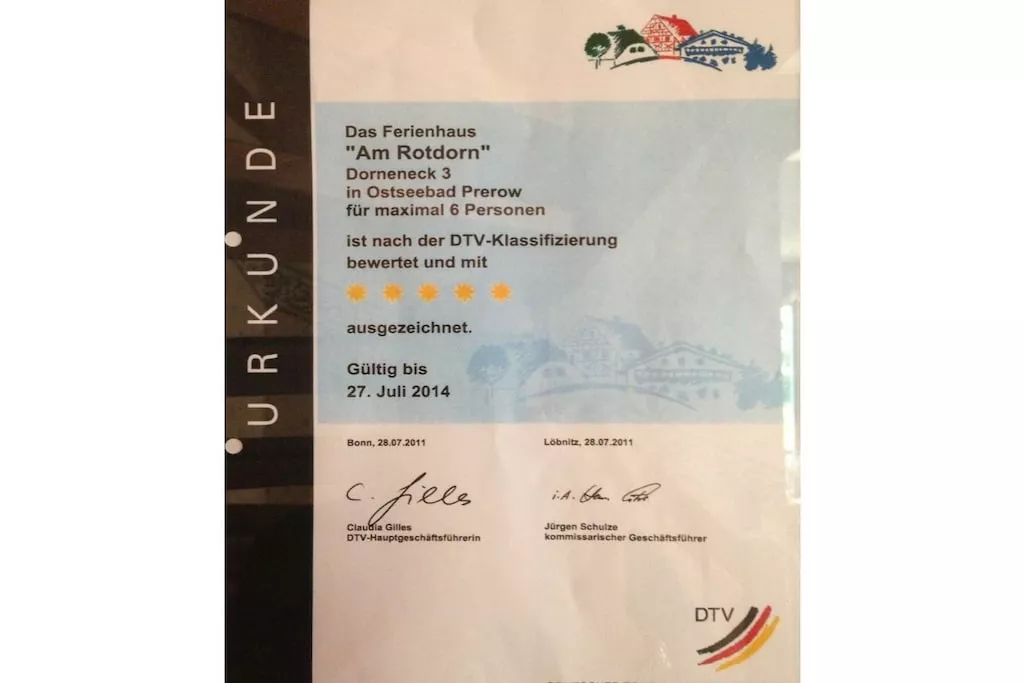 URKUNDE
Das Ferienhaus
"Am Rotdorn"
Dorneneck 3
in Ostseebad Prerow
für maximal 6 Personen
ist nach der DTV-Klassifizierung
bewertet und mit
ausgezeichnet.
Gültig bis
27. Juli 2014
Bonn, 28.07.2011
Löbnitz, 28.07.2011
C. Gilles
i.A.
Claudia Gilles
DTV-Hauptgeschäftsführerin
Jürgen Schulze
kommissarischer Geschäftsführer
DTV